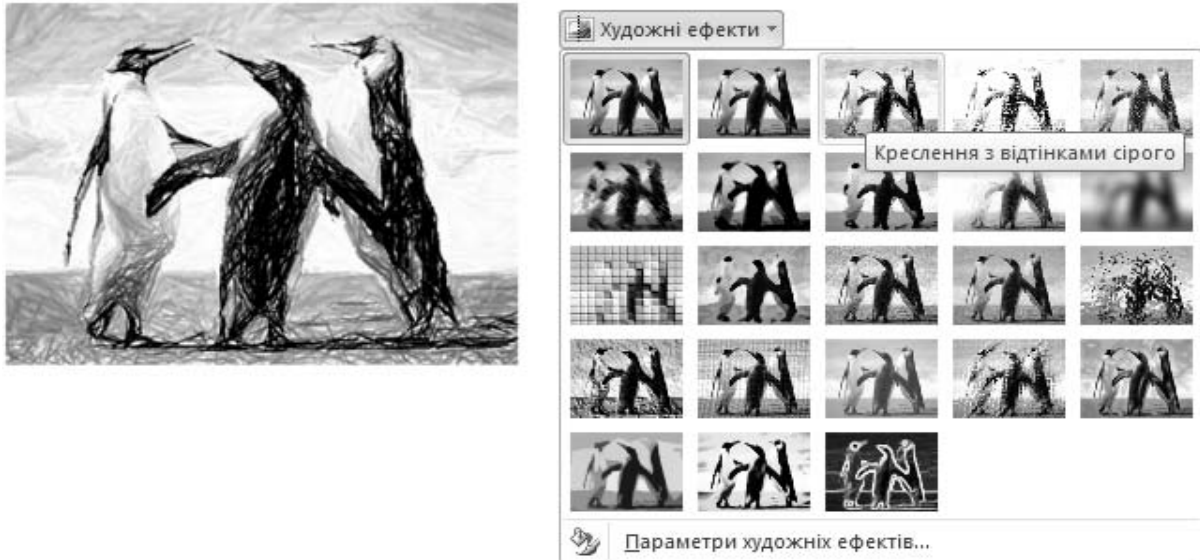 Художні ефекти
Креслення з відтінками сірого
Параметри художніх ефектів...